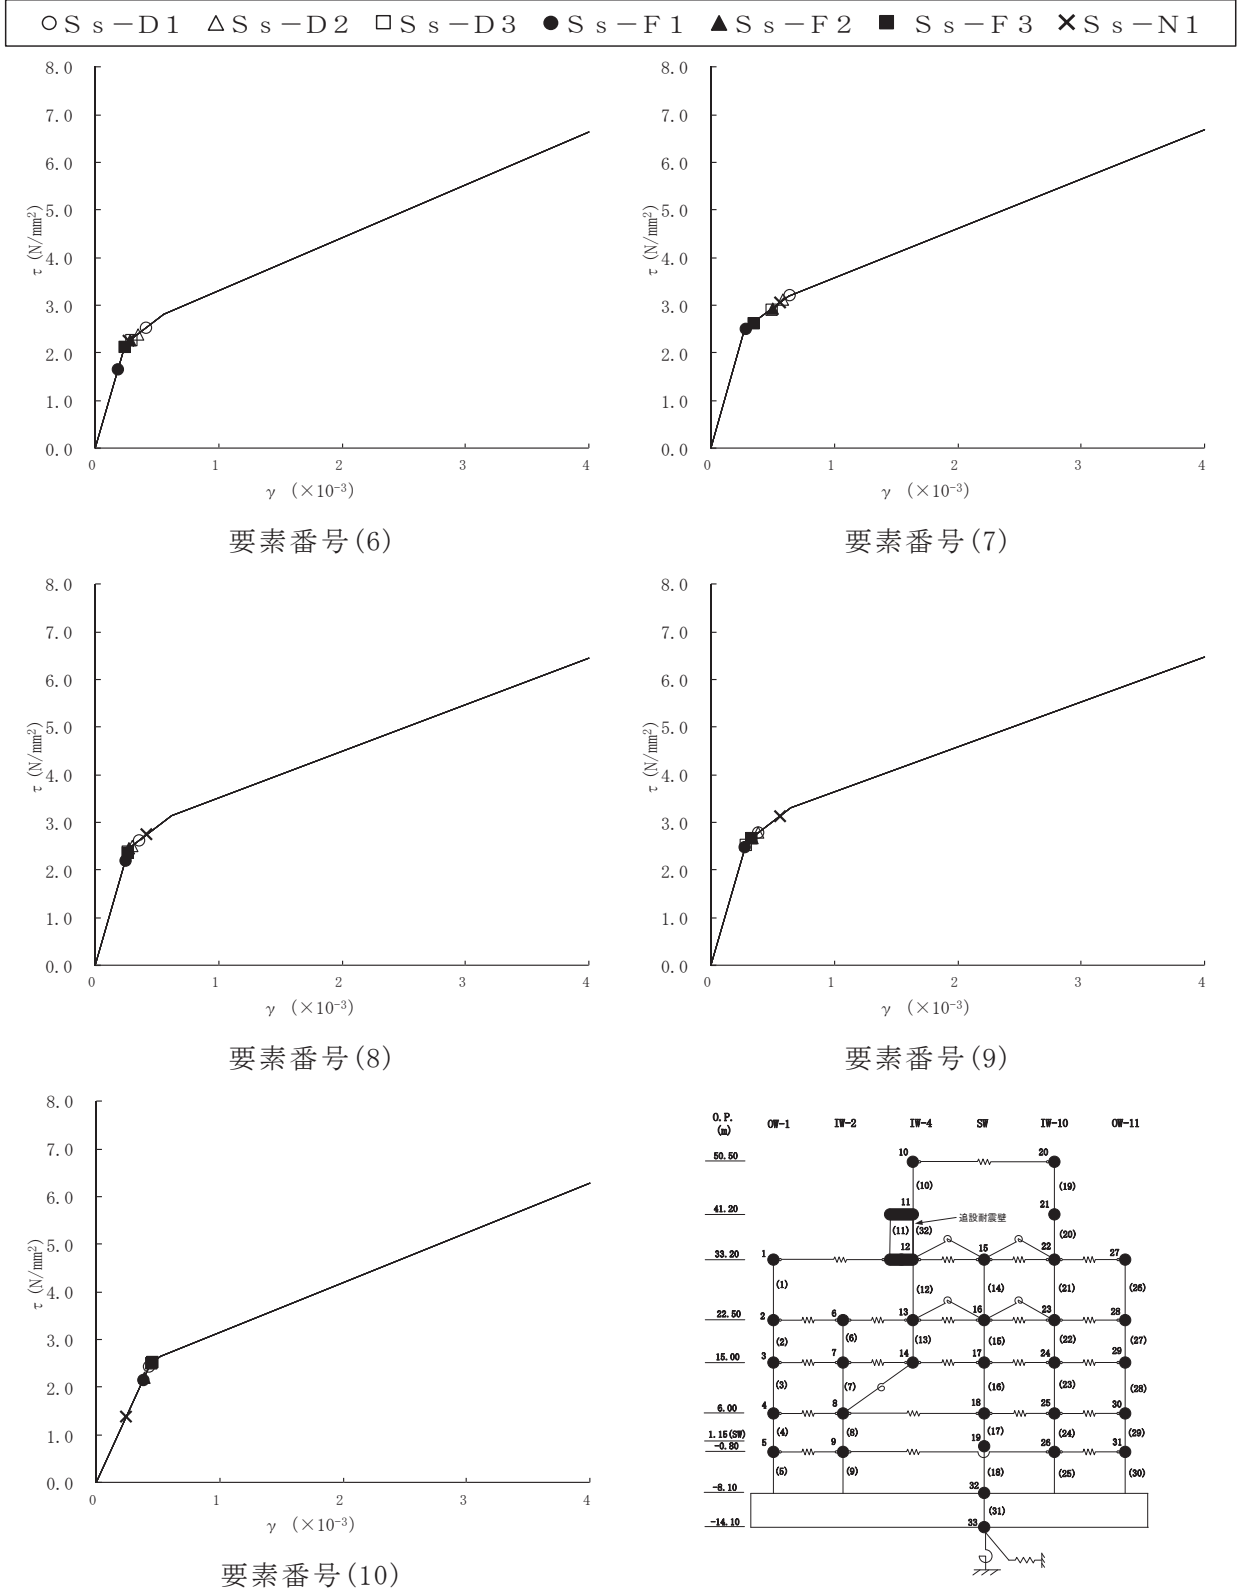 ○Ss－D1 △Ss－D2 □Ss－D3 ●Ss－F1 ▲Ss－F2 ■ Ss－F3 ×Ss－N1
8.0
7.0
6.0
5.0
4.0
3.0
2.0
1.0
0.0
τ (N/mm²)
0 1 2 3 4
γ (×10⁻³)
要素番号(6)
8.0
7.0
6.0
5.0
4.0
3.0
2.0
1.0
0.0
τ (N/mm²)
0 1 2 3 4
γ (×10⁻³)
要素番号(7)
8.0
7.0
6.0
5.0
4.0
3.0
2.0
1.0
0.0
τ (N/mm²)
0 1 2 3 4
γ (×10⁻³)
要素番号(8)
8.0
7.0
6.0
5.0
4.0
3.0
2.0
1.0
0.0
τ (N/mm²)
0 1 2 3 4
γ (×10⁻³)
要素番号(9)
8.0
7.0
6.0
5.0
4.0
3.0
2.0
1.0
0.0
τ (N/mm²)
0 1 2 3 4
γ (×10⁻³)
要素番号(10)
O.P.
(m)
OW-1 IW-2 IW-4 SW IW-10 OW-11
50.50 10 20
(10) (19)
41.20 11 21
追設耐震壁
(11) (32) (20)
33.20 1 12 15 22 27
(1) (12) (14) (21) (26)
22.50 2 6 13 16 23 28
(2) (6) (13) (15) (22) (27)
15.00 3 7 14 17 24 29
(3) (7) (16) (23) (28)
6.00 4 8 18 25 30
(4) (8) (17) (24) (29)
1.15(SW) 19
-0.80 5 9 26 31
(5) (9) (18) (25) (30)
-8.10 32
(31)
-14.10 33